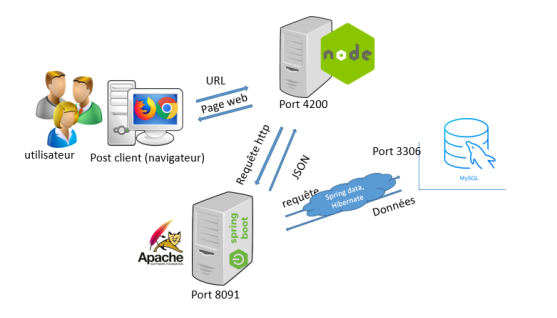 node
URL
Page web
Port 4200
utilisateur
Post client (navigateur)
Requête http
JSON
Port 3306
MySQL
requête
Spring data,
Hibernate
Données
Apache
spring
boot
Port 8091